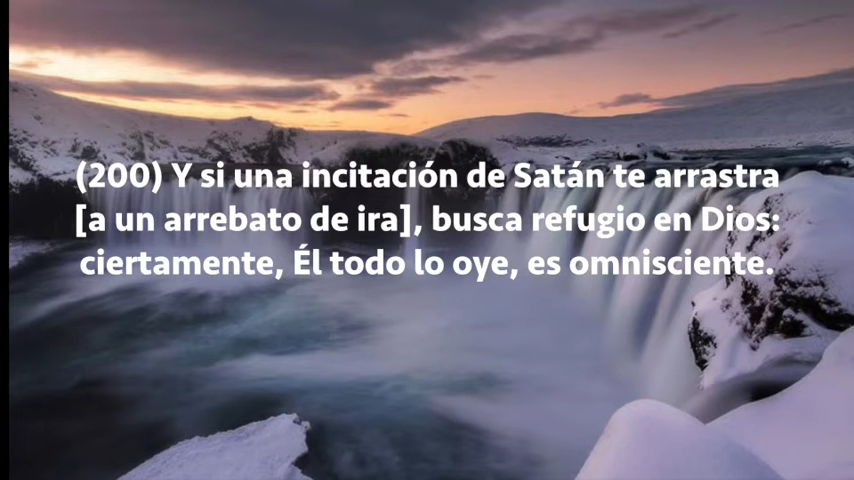 (200) Y si una incitación de Satán te arrastra
[a un arrebato de ira], busca refugio en Dios:
ciertamente, Él todo lo oye, es omnisciente.